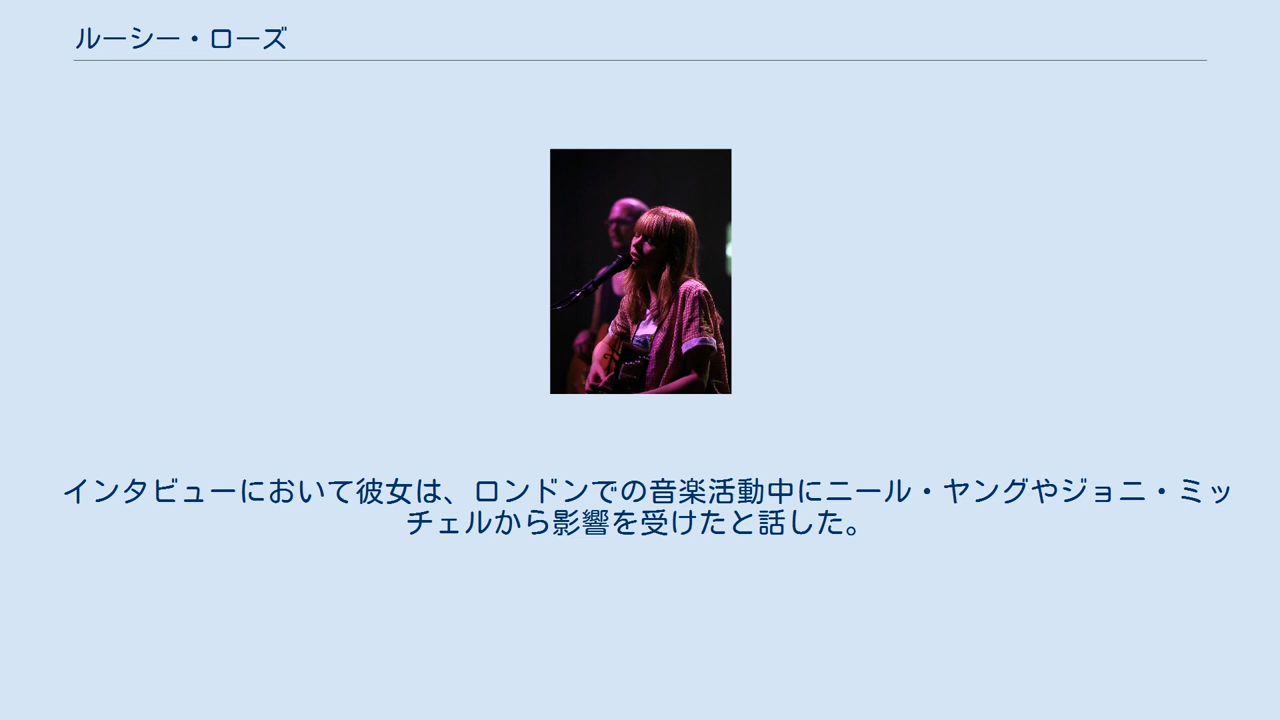 ルーシー・ローズ
インタビューにおいて彼女は、ロンドンでの音楽活動中にニール・ヤングやジョニ・ミッ
チェルから影響を受けたと話した。